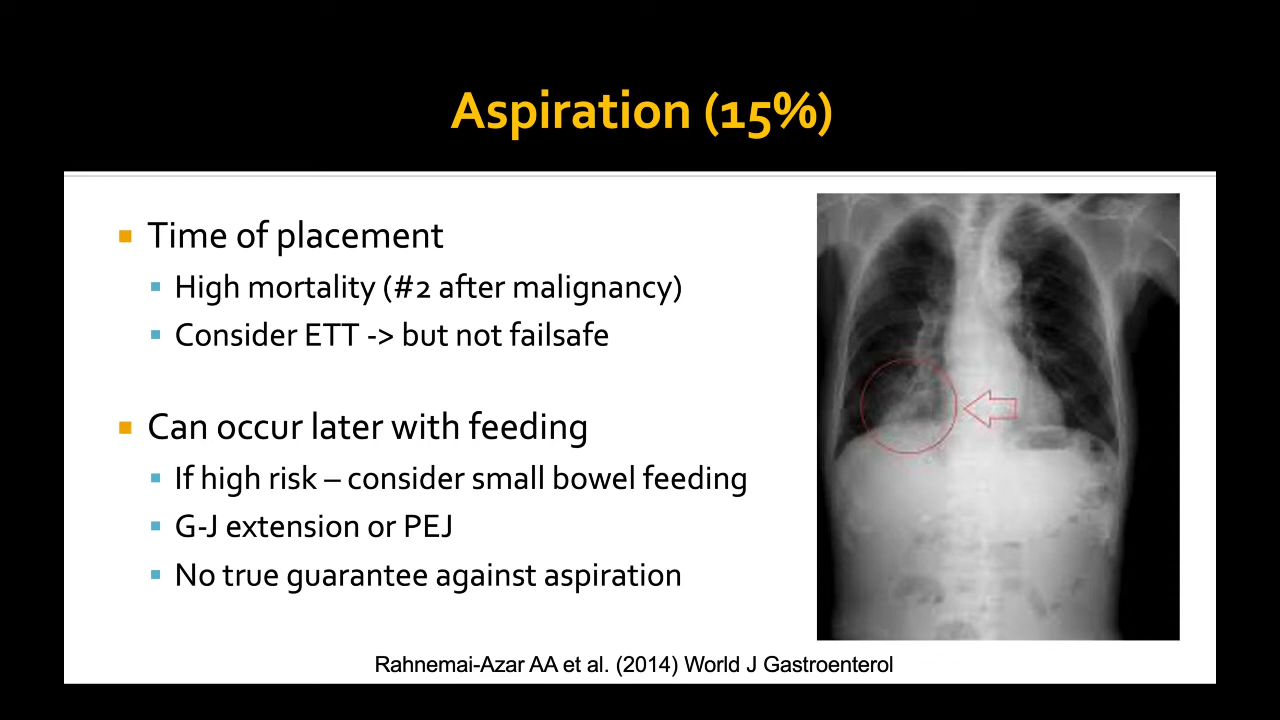 Aspiration (15%)
Time of placement
High mortality (#2 after malignancy)
Consider ETT -> but not failsafe
Can occur later with feeding
If high risk – consider small bowel feeding
G-J extension or PEJ
No true guarantee against aspiration
Rahnemai-Azar AA et al. (2014) World J Gastroenterol